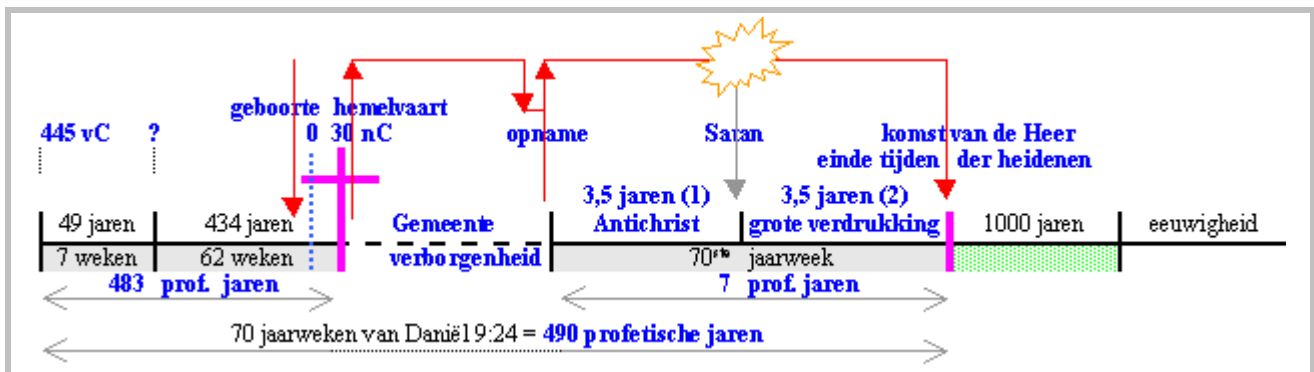 geboorte hemelvaart
445 vC ? 0 30 nC opname Satan komst van de Heer
einde tijden der heidenen
3,5 jaren (1) 3,5 jaren (2)
49 jaren 434 jaren Gemeente Antichrist grote verdrukking 1000 jaren eeuwigheid
7 weken 62 weken verborgenheid 70ste jaarweek
483 prof. jaren 7 prof. jaren
70 jaarweken van Daniël 9:24 = 490 profetische jaren